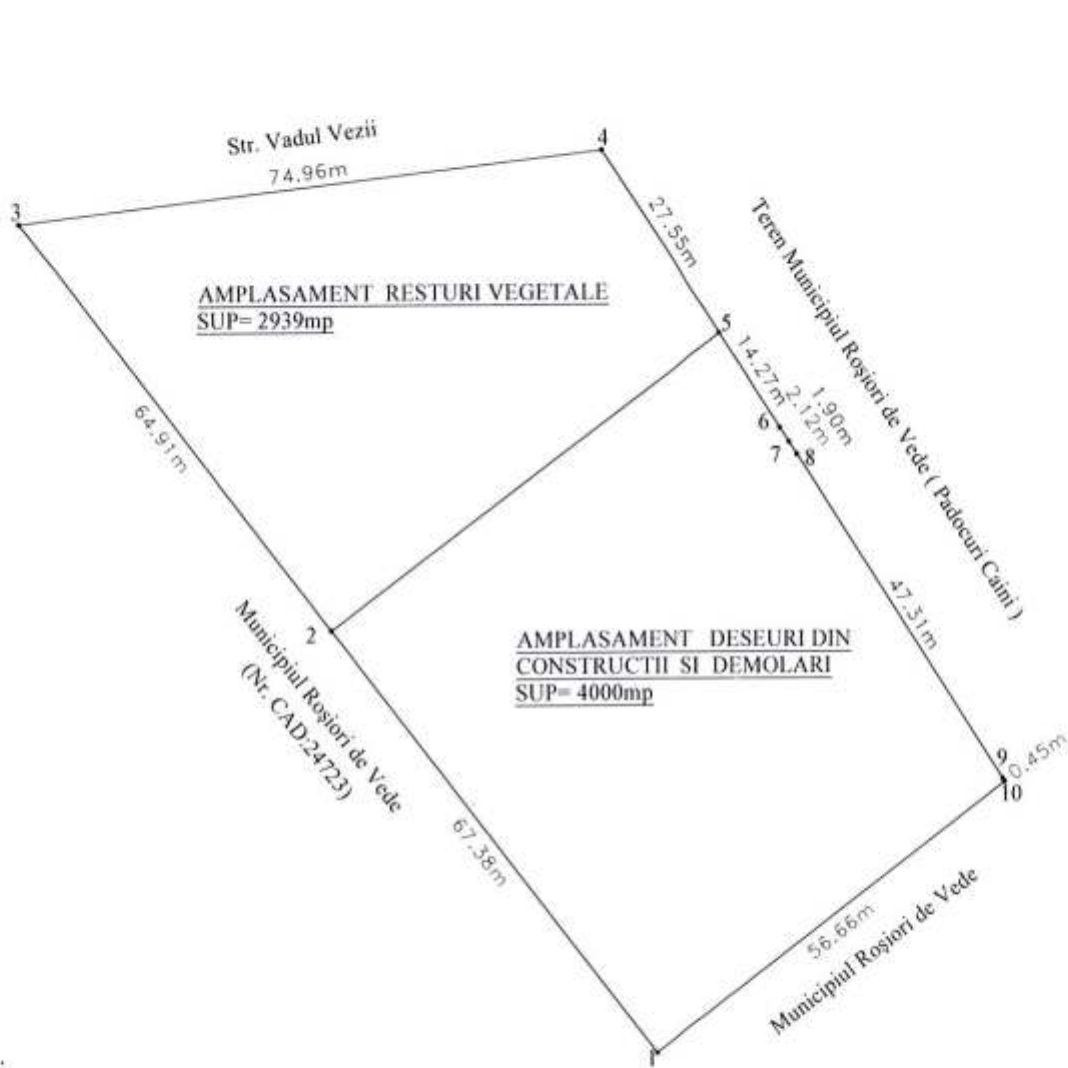 Str. Vadul Vezii
74.96m
4
3
27.55m
Teren Municipiul Roșiori de Vede ( Padocuri Caini )
AMPLASAMENT RESTURI VEGETALE
SUP= 2939mp
5
14.27m
1.90m
2.12m
6
7
8
64.91m
47.31m
2
Municipiul Roșiori de Vede
(Nr. CAD:24723)
AMPLASAMENT DESEURI DIN
CONSTRUCTII SI DEMOLARI
SUP= 4000mp
9
0.45m
10
67.38m
56.66m
Municipiul Roșiori de Vede
1